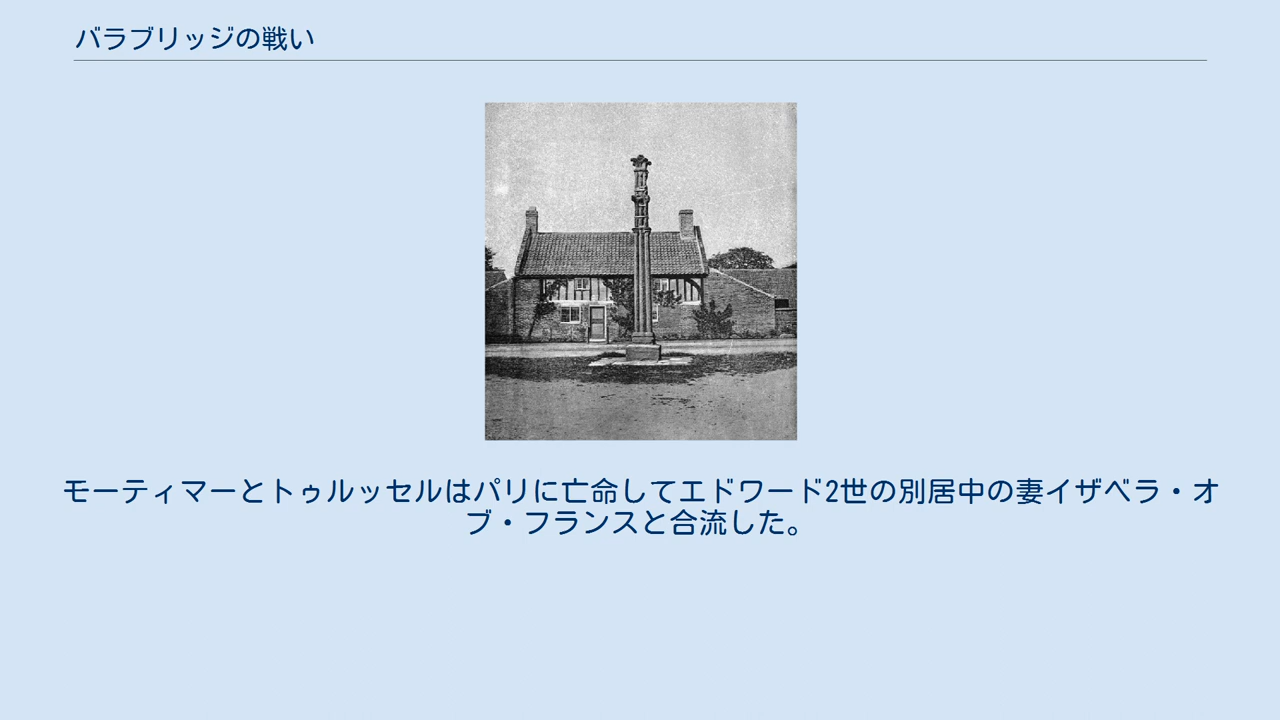 バラブリッジの戦い
モーティマーとトゥルッセルはパリに亡命してエドワード2世の別居中の妻イザベラ・オ
ブ・フランスと合流した。